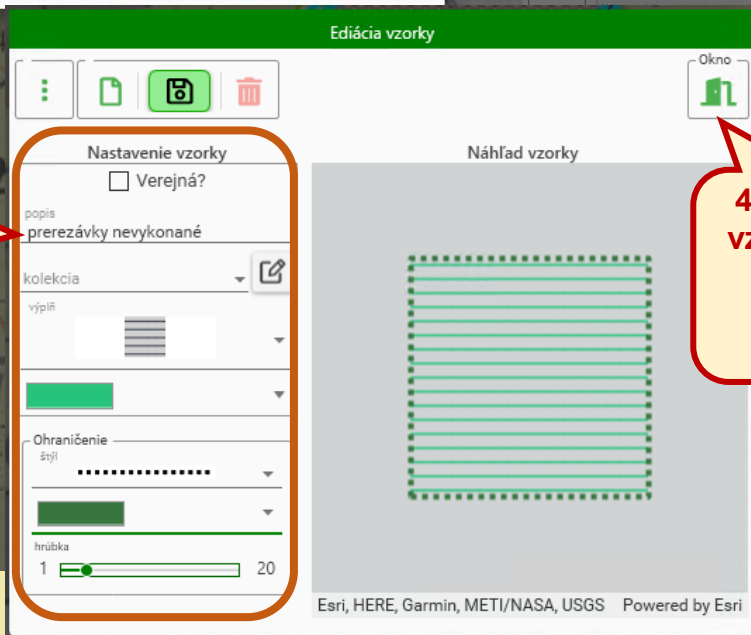 Ediácia vzorky
Okno
Nastavenie vzorky
Náhľad vzorky
Verejná?
popis
prerezávky nevykonané
kolekcia
výplň
Ohraničenie
štýl
hrúbka
1 20
Esri, HERE, Garmin, METI/NASA, USGS Powered by Esri
4